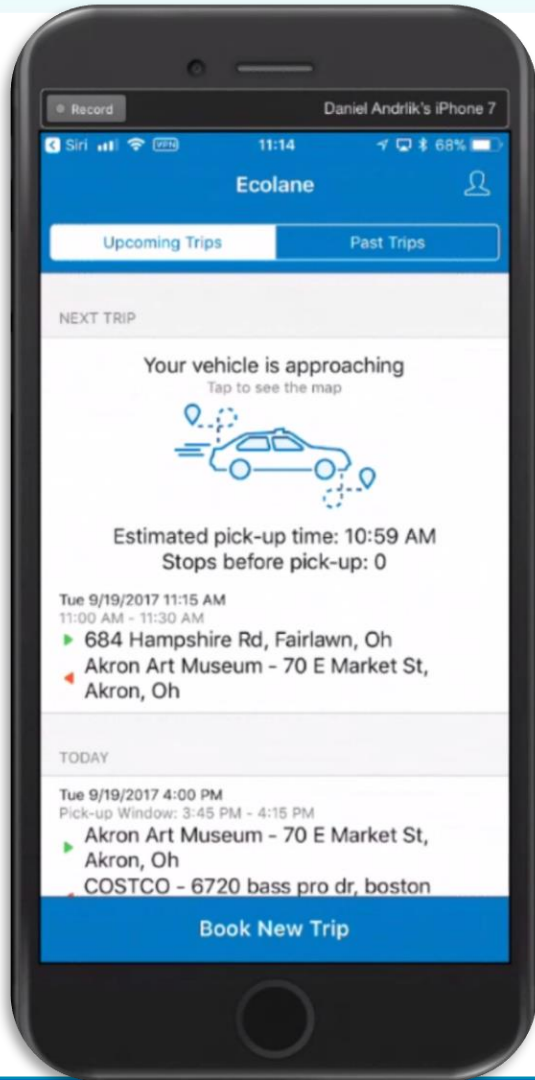 Record
Daniel Andrlik's iPhone 7
Siri VPN 11:14 68%
Ecolane
Upcoming Trips
Past Trips
NEXT TRIP
Your vehicle is approaching
Tap to see the map
Estimated pick-up time: 10:59 AM
Stops before pick-up: 0
Tue 9/19/2017 11:15 AM
11:00 AM - 11:30 AM
684 Hampshire Rd, Fairlawn, Oh
Akron Art Museum - 70 E Market St,
Akron, Oh
TODAY
Tue 9/19/2017 4:00 PM
Pick-up Window: 3:45 PM - 4:15 PM
Akron Art Museum - 70 E Market St,
Akron, Oh
COSTCO - 6720 bass pro dr, boston
Book New Trip